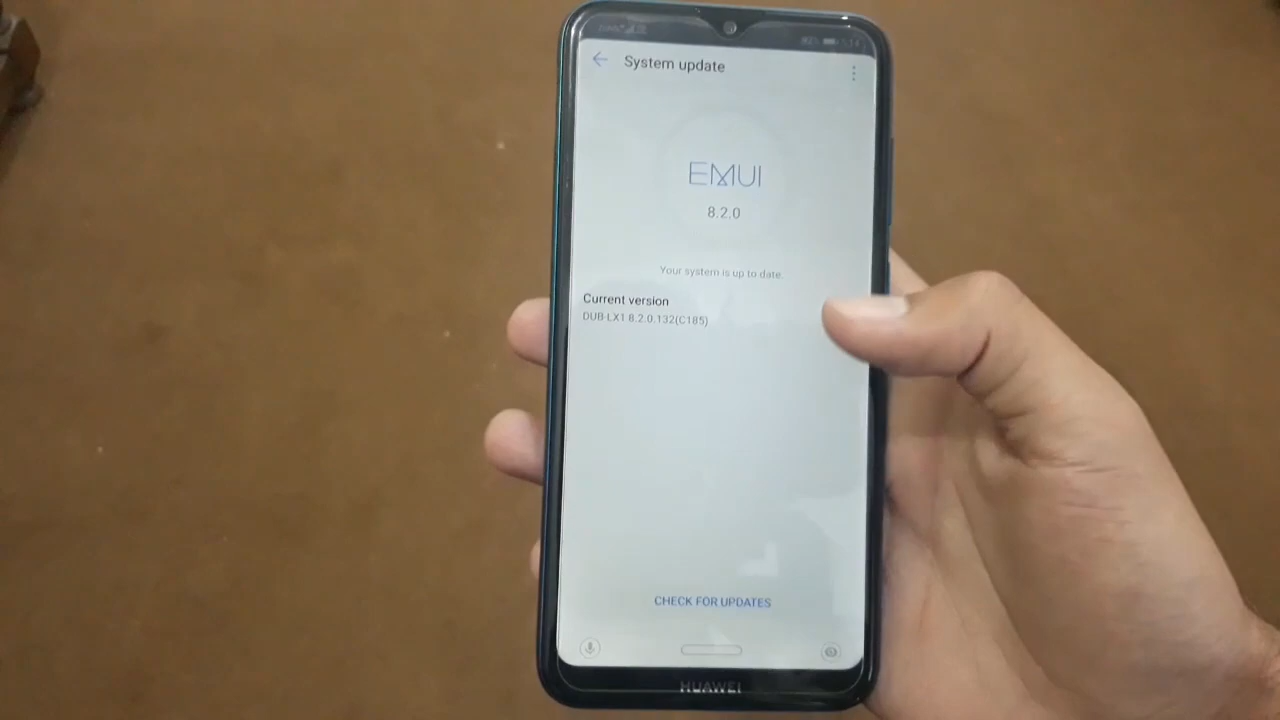 System update
EMUI
8.2.0
Your system is up to date.
Current version
DUB-LX1 8.2.0.132(C185)
CHECK FOR UPDATES
HUAWEI